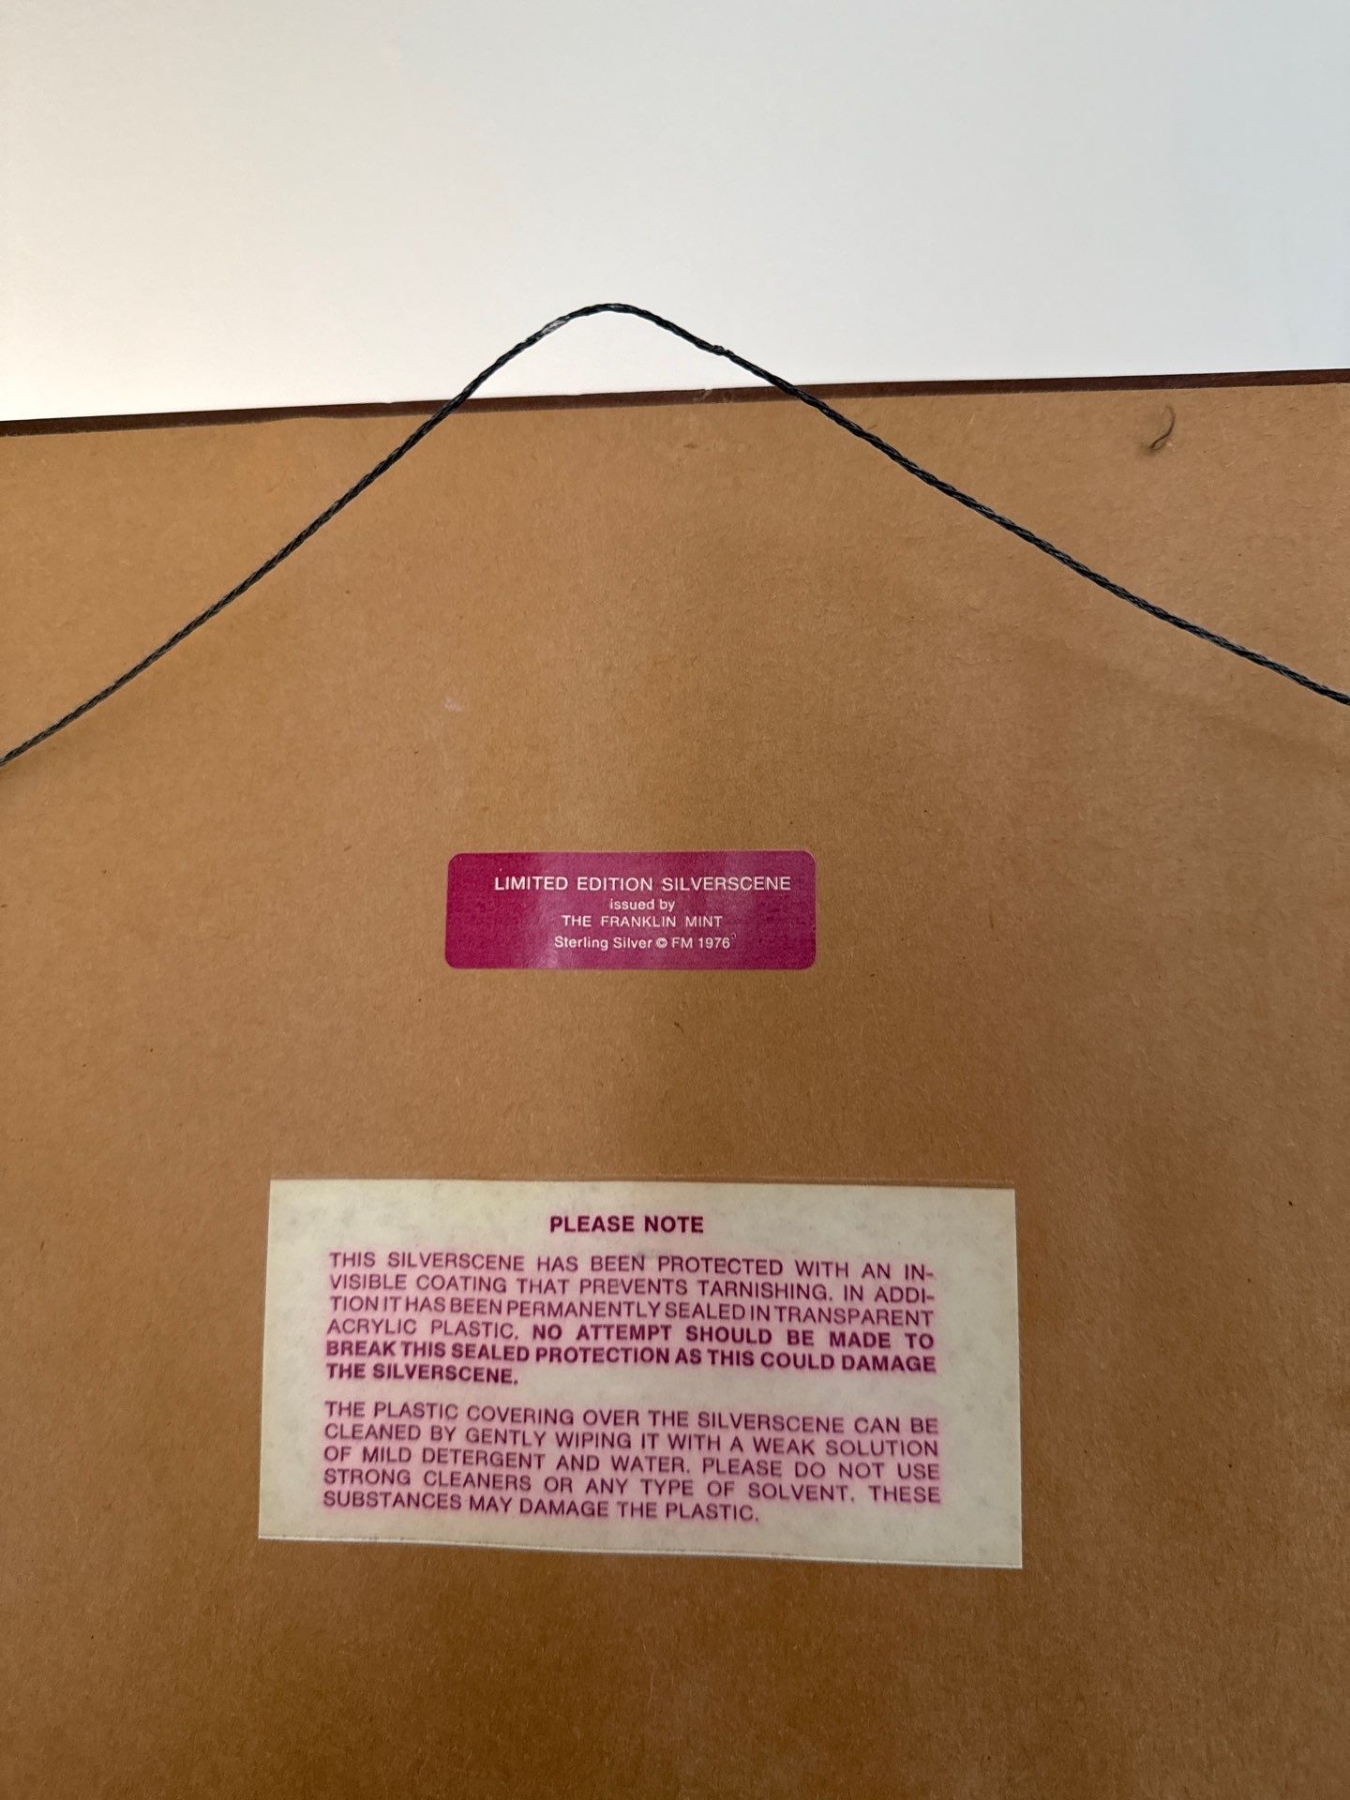 LIMITED EDITION SILVERSCENE
issued by
THE FRANKLIN MINT
Sterling Silver © FM 1976
PLEASE NOTE
THIS SILVERSCENE HAS BEEN PROTECTED WITH AN IN-
VISIBLE COATING THAT PREVENTS TARNISHING. IN ADDI-
TION IT HAS BEEN PERMANENTLY SEALED IN TRANSPARENT
ACRYLIC PLASTIC. NO ATTEMPT SHOULD BE MADE TO
BREAK THIS SEALED PROTECTION AS THIS COULD DAMAGE
THE SILVERSCENE.
THE PLASTIC COVERING OVER THE SILVERSCENE CAN BE
CLEANED BY GENTLY WIPING IT WITH A WEAK SOLUTION
OF MILD DETERGENT AND WATER. PLEASE DO NOT USE
STRONG CLEANERS OR ANY TYPE OF SOLVENT. THESE
SUBSTANCES MAY DAMAGE THE PLASTIC.